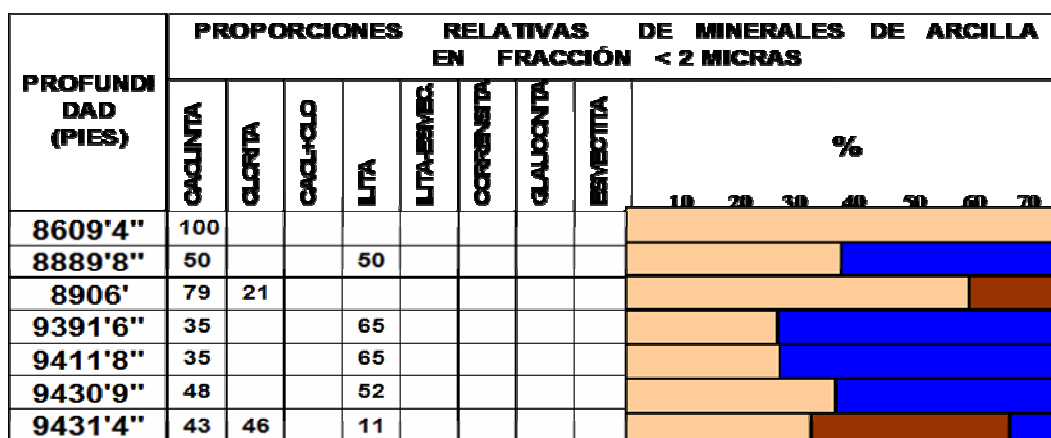 PROPORCIONES RELATIVAS DE MINERALES DE ARCILLA
EN FRACCIÓN < 2 MICRAS
PROFUNDI
DAD
(PIES)
CAOLINITA
CLORITA
CAOL+CLO
ILITA
ILITA-ESMEC.
CORRENSITA
GLAUCONITA
ESMECTITA
%
10 20 30 40 50 60 70
8609'4" 100
8889'8" 50 50
8906' 79 21
9391'6" 35 65
9411'8" 35 65
9430'9" 48 52
9431'4" 43 46 11